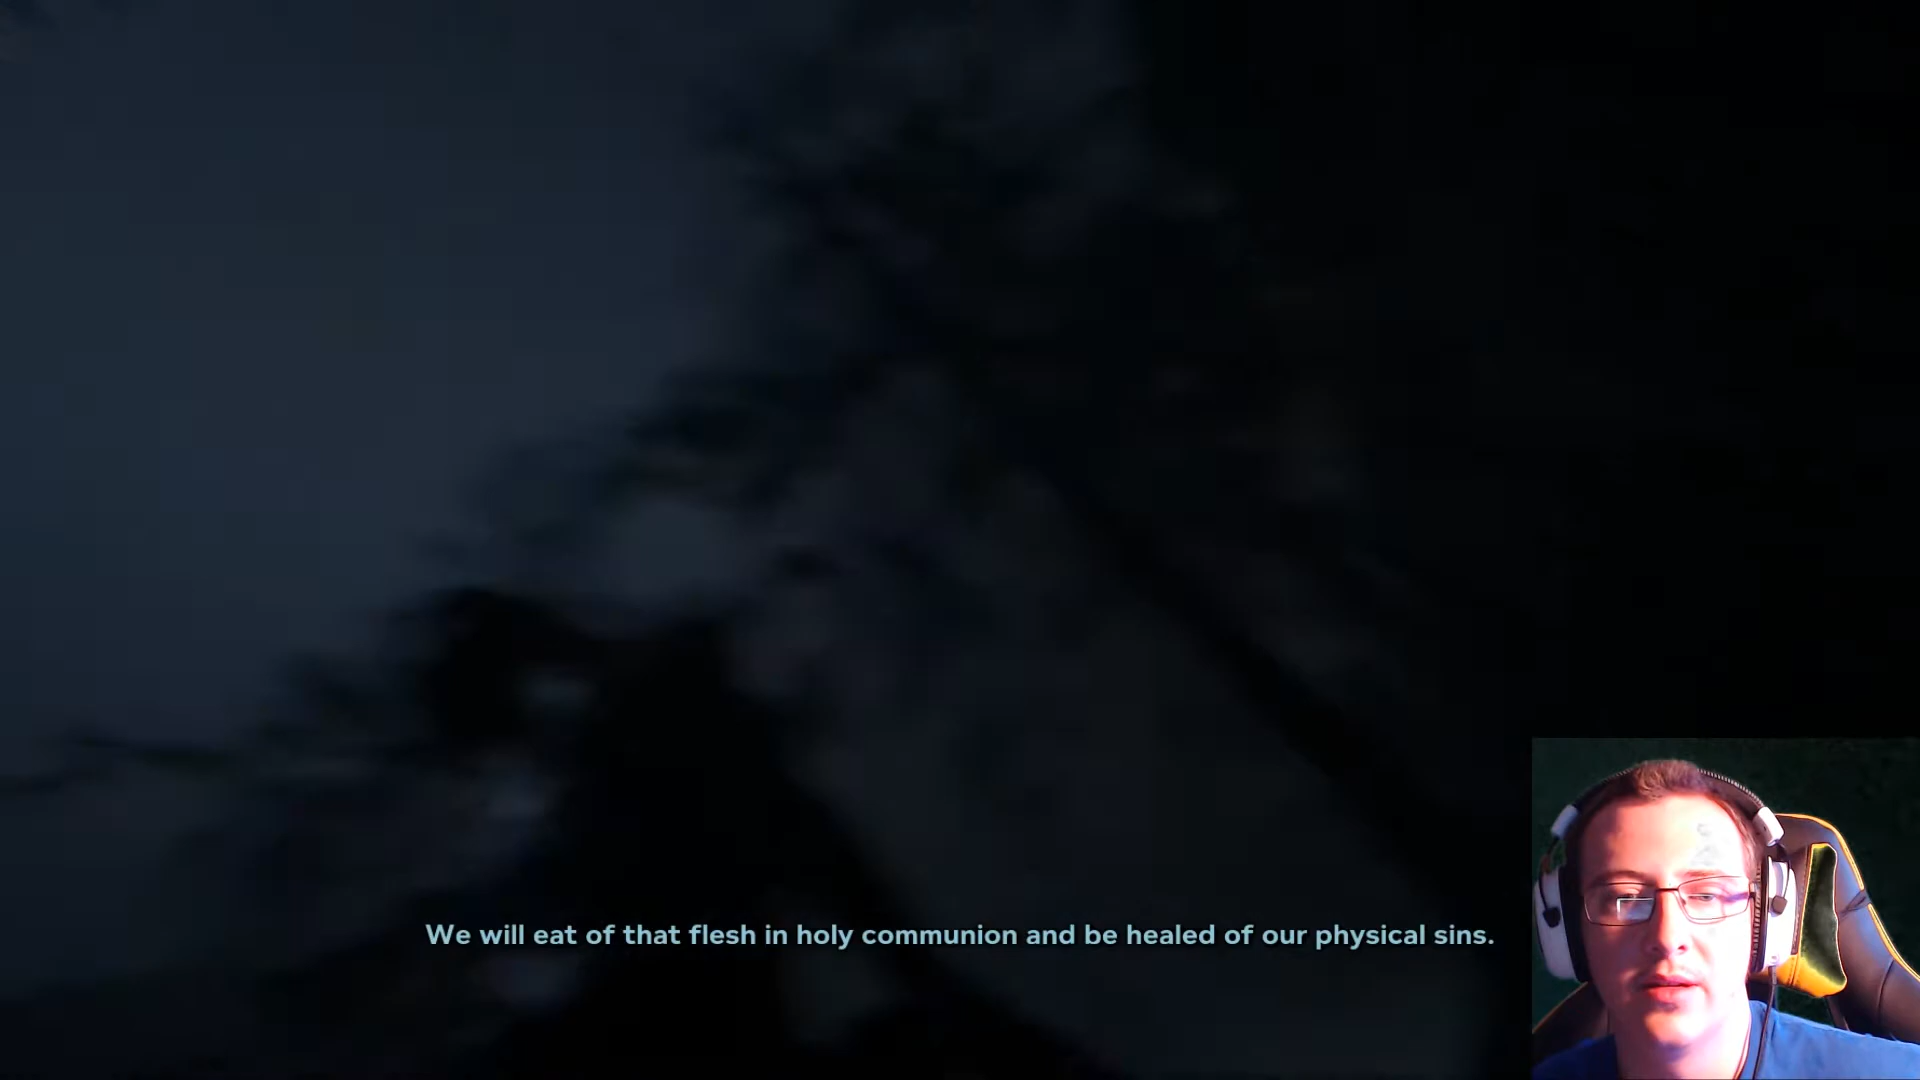 We will eat of that flesh in holy communion and be healed of our physical sins.